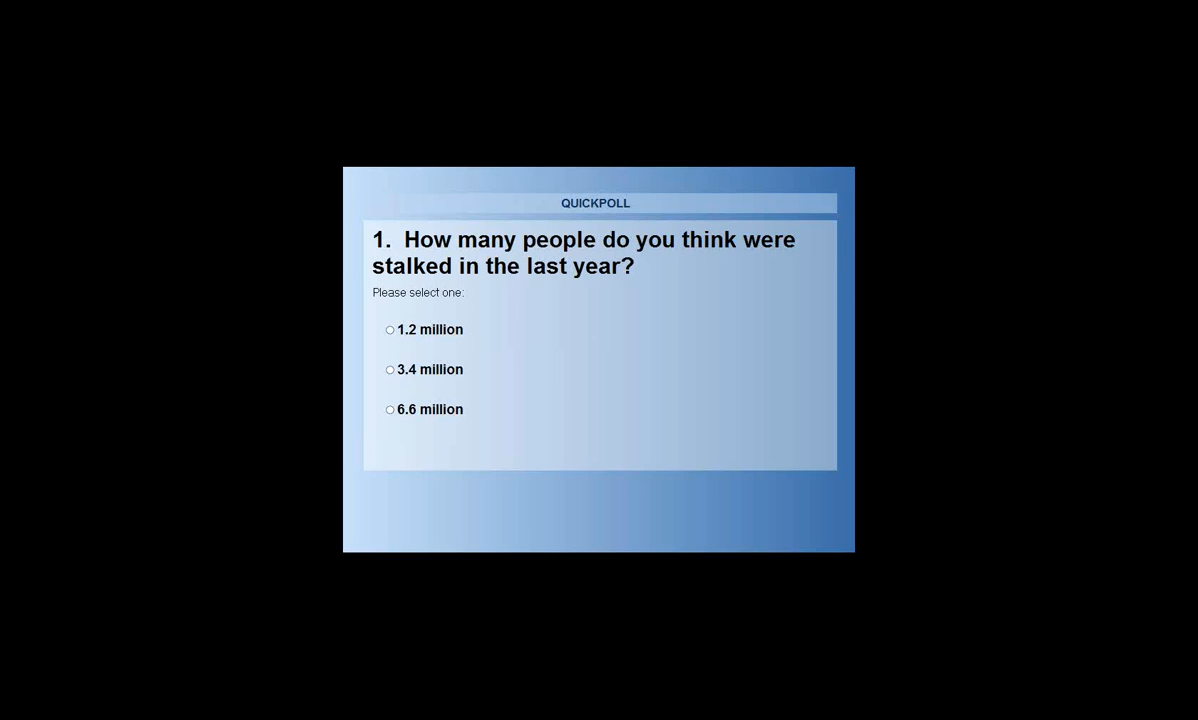 QUICKPOLL
1. How many people do you think were
stalked in the last year?
Please select one:
1.2 million
3.4 million
6.6 million